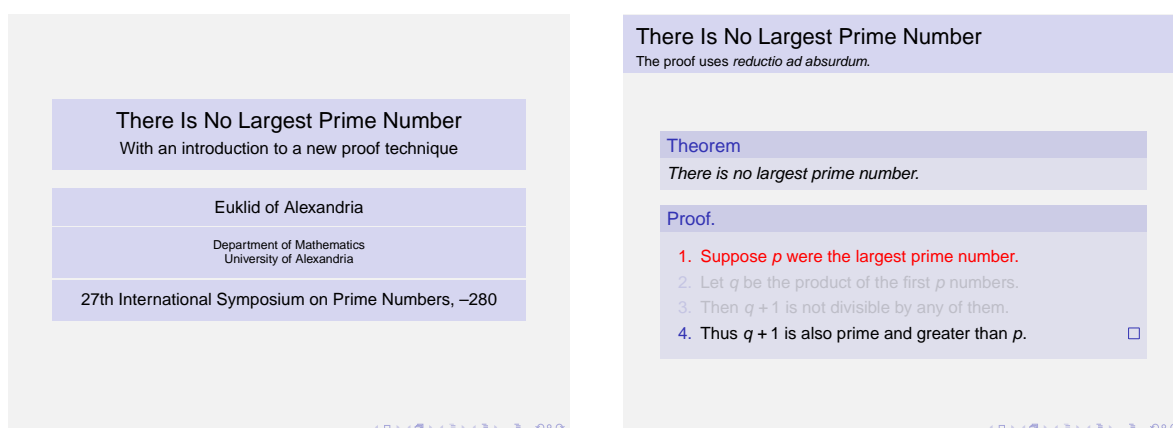 There Is No Largest Prime Number
With an introduction to a new proof technique
Euklid of Alexandria
Department of Mathematics
University of Alexandria
27th International Symposium on Prime Numbers, –280
There Is No Largest Prime Number
The proof uses reductio ad absurdum.
Theorem
There is no largest prime number.
Proof.
1. Suppose p were the largest prime number.
2. Let q be the product of the first p numbers.
3. Then q + 1 is not divisible by any of them.
4. Thus q + 1 is also prime and greater than p. □